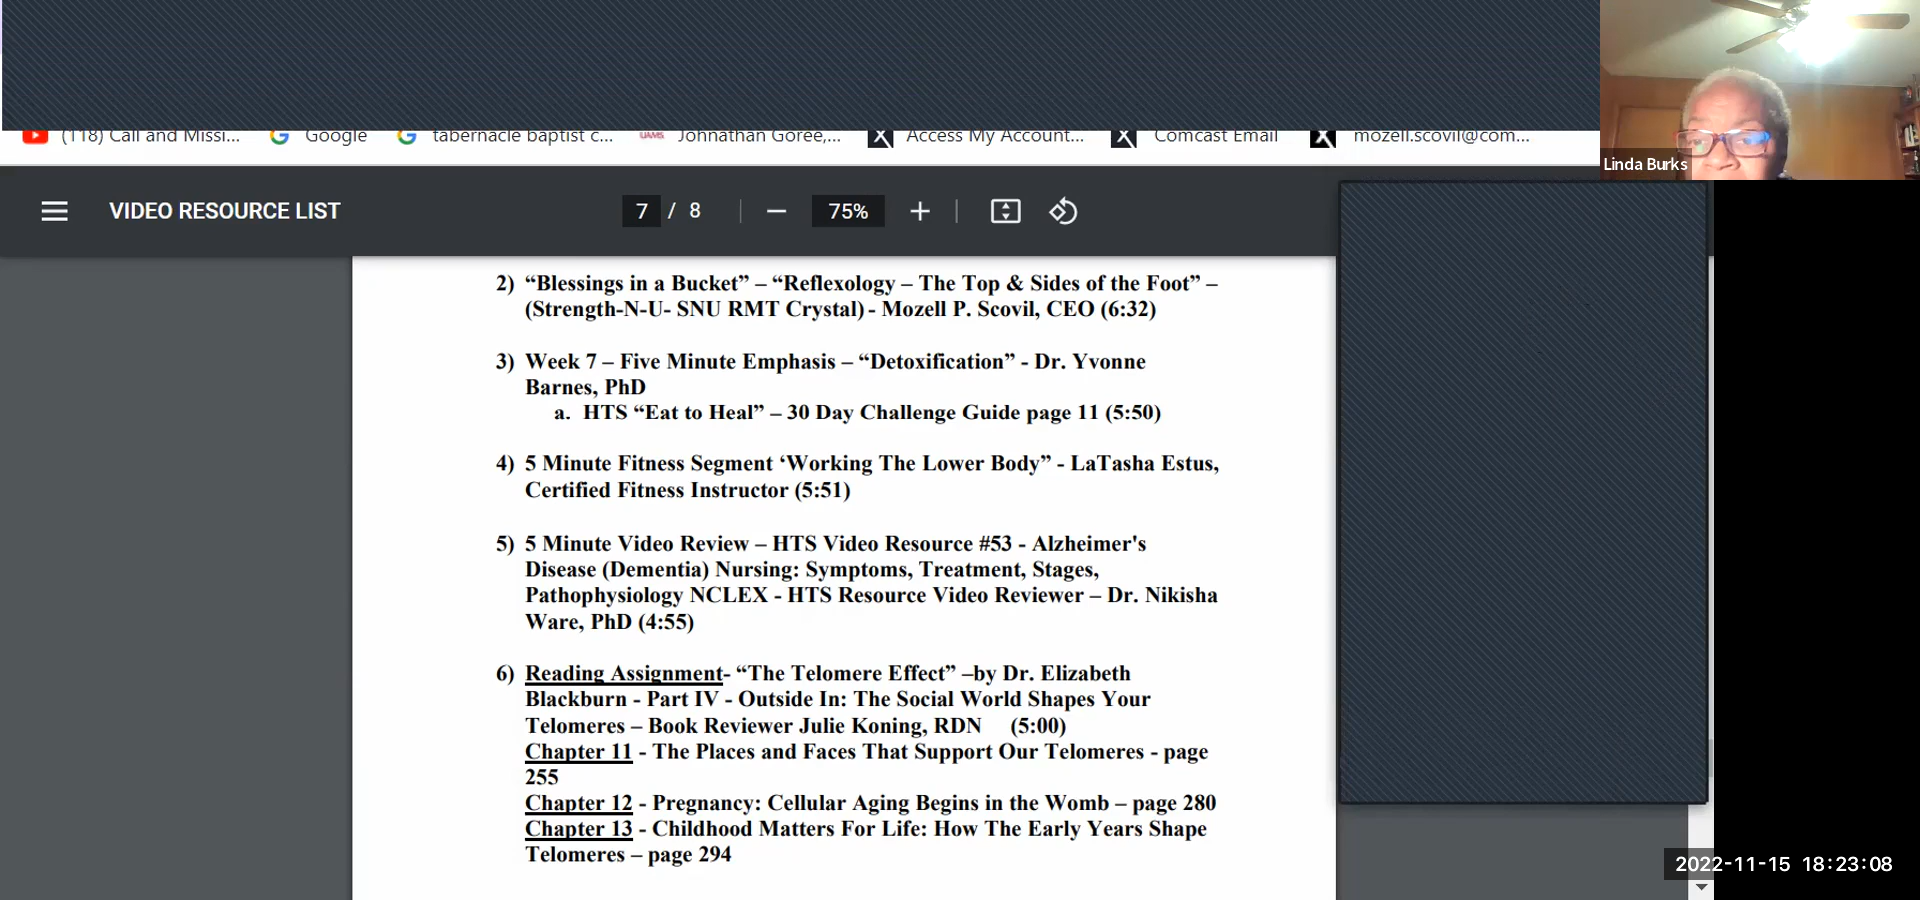 (118) Call and Missi... Google tabernacle baptist c... UAMS Johnathan Goree,... X Access My Account... X Comcast Email X mozell.scovil@com...
Linda Burks
VIDEO RESOURCE LIST 7 / 8 75%
2) “Blessings in a Bucket” – “Reflexology – The Top & Sides of the Foot” –
(Strength-N-U- SNU RMT Crystal) - Mozell P. Scovil, CEO (6:32)
3) Week 7 – Five Minute Emphasis – “Detoxification” - Dr. Yvonne
Barnes, PhD
a. HTS “Eat to Heal” – 30 Day Challenge Guide page 11 (5:50)
4) 5 Minute Fitness Segment ‘Working The Lower Body” - LaTasha Estus,
Certified Fitness Instructor (5:51)
5) 5 Minute Video Review – HTS Video Resource #53 - Alzheimer's
Disease (Dementia) Nursing: Symptoms, Treatment, Stages,
Pathophysiology NCLEX - HTS Resource Video Reviewer – Dr. Nikisha
Ware, PhD (4:55)
6) Reading Assignment- “The Telomere Effect” –by Dr. Elizabeth
Blackburn - Part IV - Outside In: The Social World Shapes Your
Telomeres – Book Reviewer Julie Koning, RDN (5:00)
Chapter 11 - The Places and Faces That Support Our Telomeres - page
255
Chapter 12 - Pregnancy: Cellular Aging Begins in the Womb – page 280
Chapter 13 - Childhood Matters For Life: How The Early Years Shape
Telomeres – page 294
2022-11-15 18:23:08